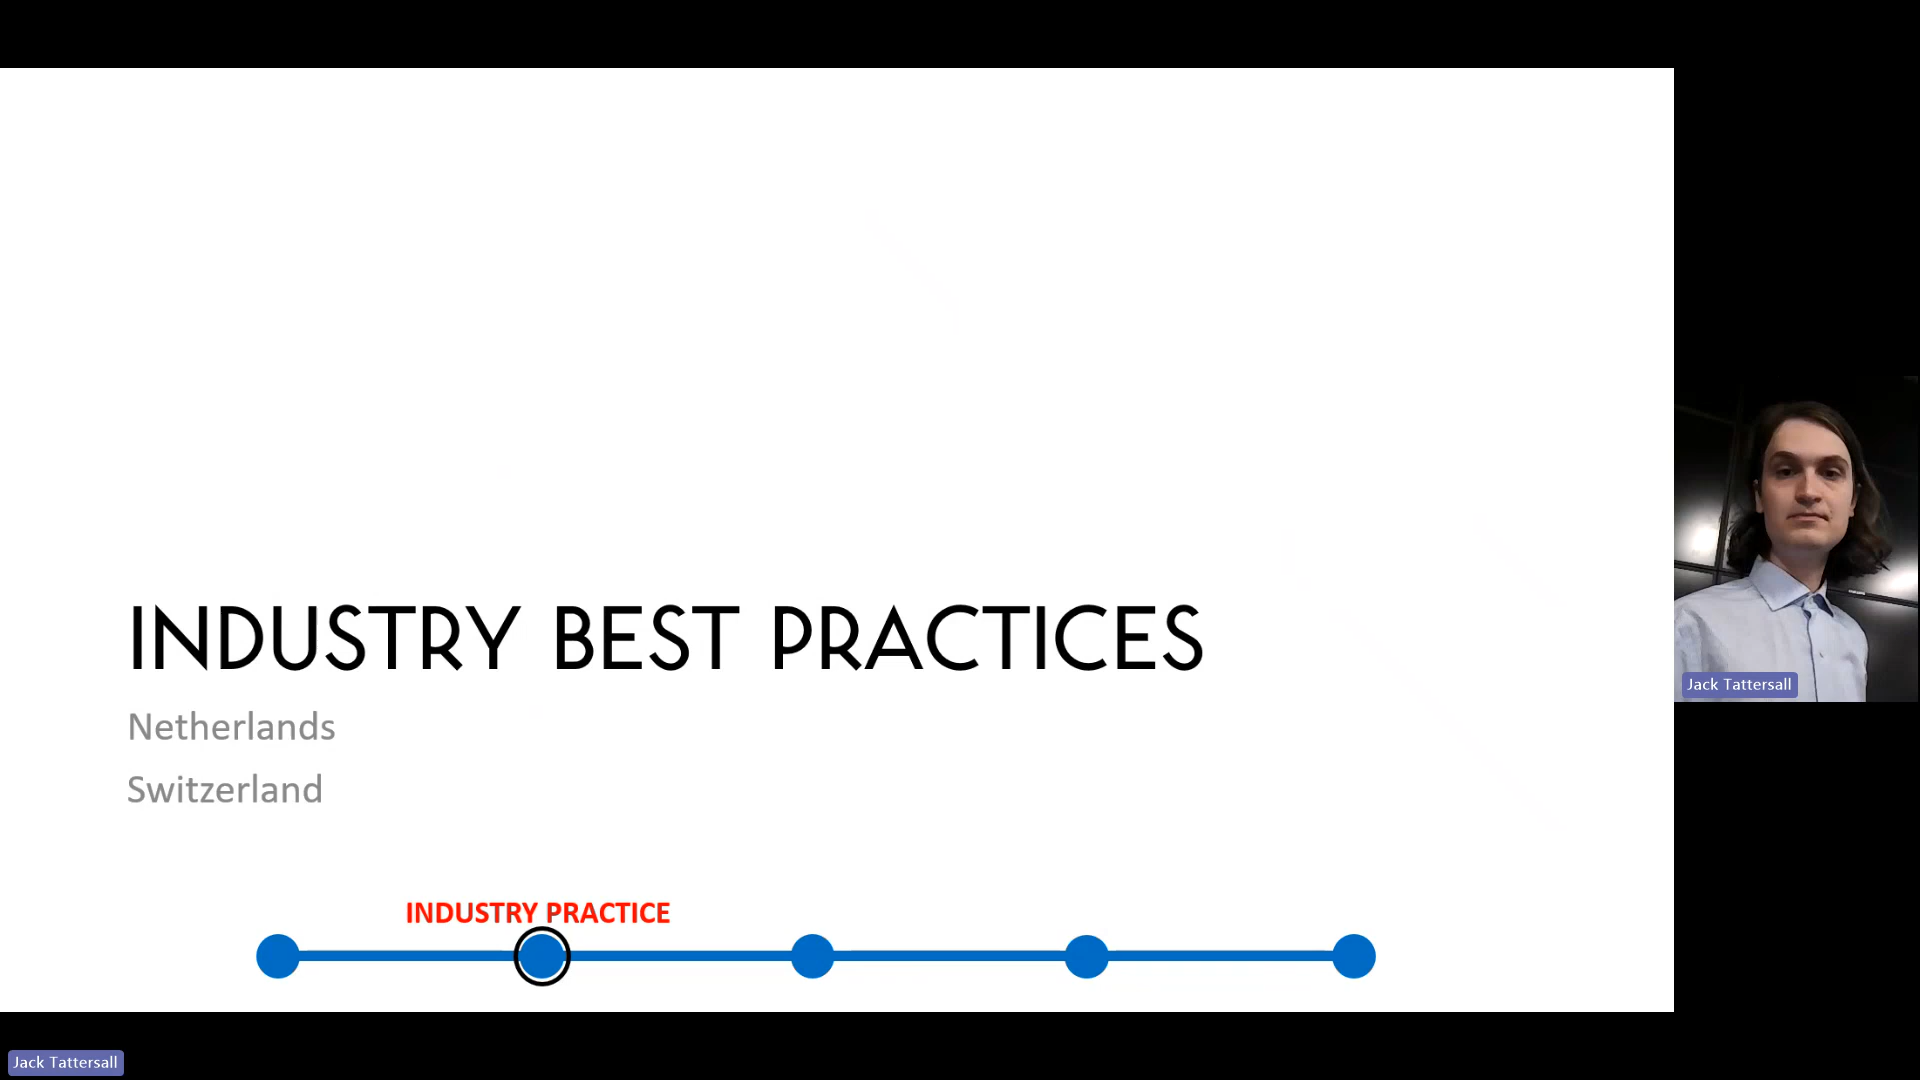 INDUSTRY BEST PRACTICES
Netherlands
Switzerland
INDUSTRY PRACTICE
Jack Tattersall
Jack Tattersall